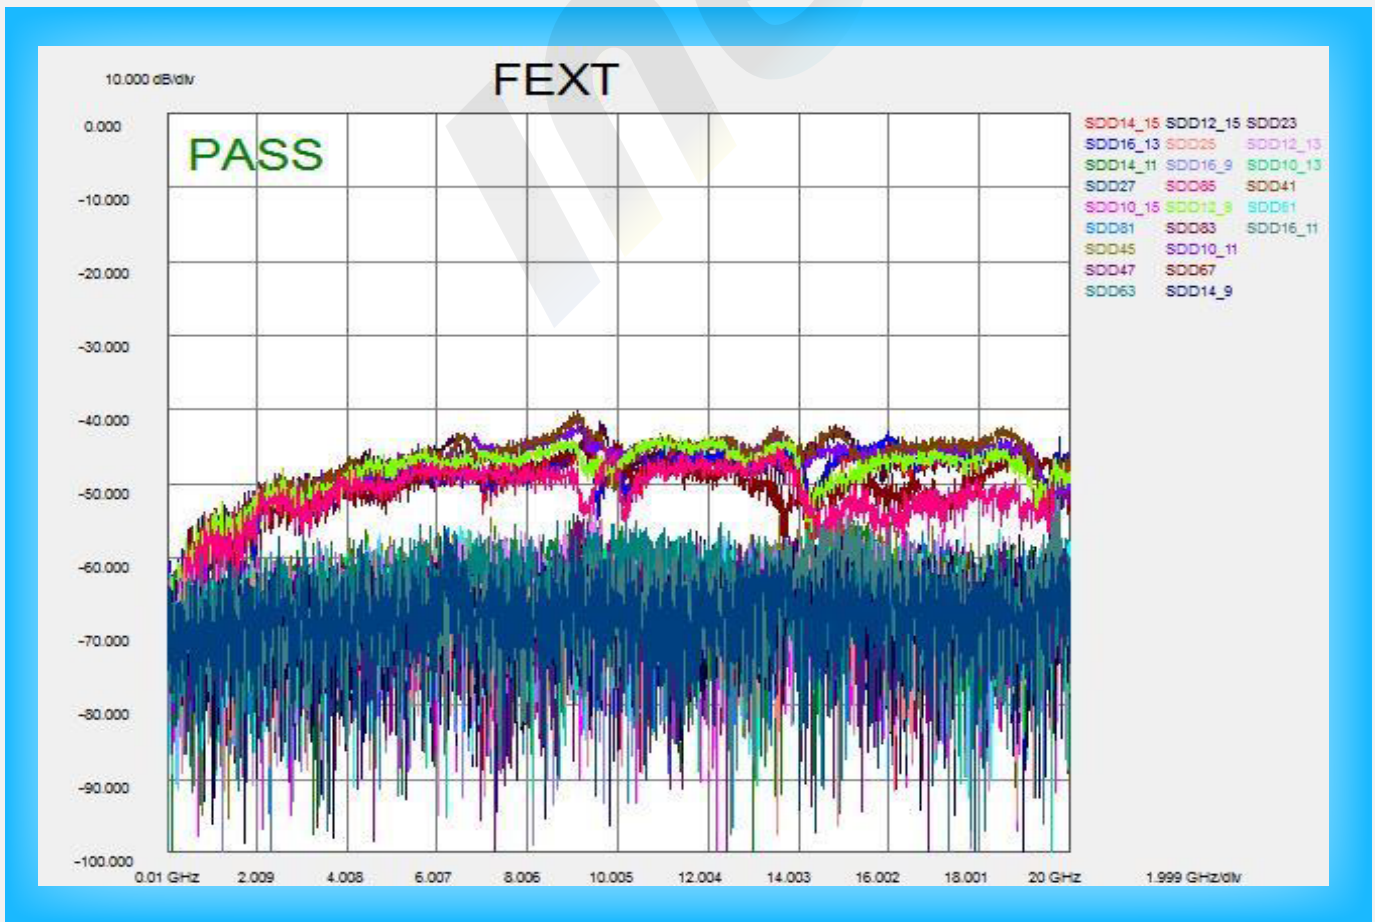 10.000 dB/div
FEXT
PASS
0.000
-10.000
-20.000
-30.000
-40.000
-50.000
-60.000
-70.000
-80.000
-90.000
-100.000
0.01 GHz 2.009 4.008 6.007 8.006 10.005 12.004 14.003 16.002 18.001 20 GHz 1.999 GHz/div
SDD14_15 SDD12_15 SDD23
SDD16_13 SDD25 SDD12_13
SDD14_11 SDD16_9 SDD10_13
SDD27 SDD85 SDD41
SDD10_15 SDD12_9 SDD61
SDD81 SDD83 SDD16_11
SDD45 SDD10_11
SDD47 SDD67
SDD63 SDD14_9